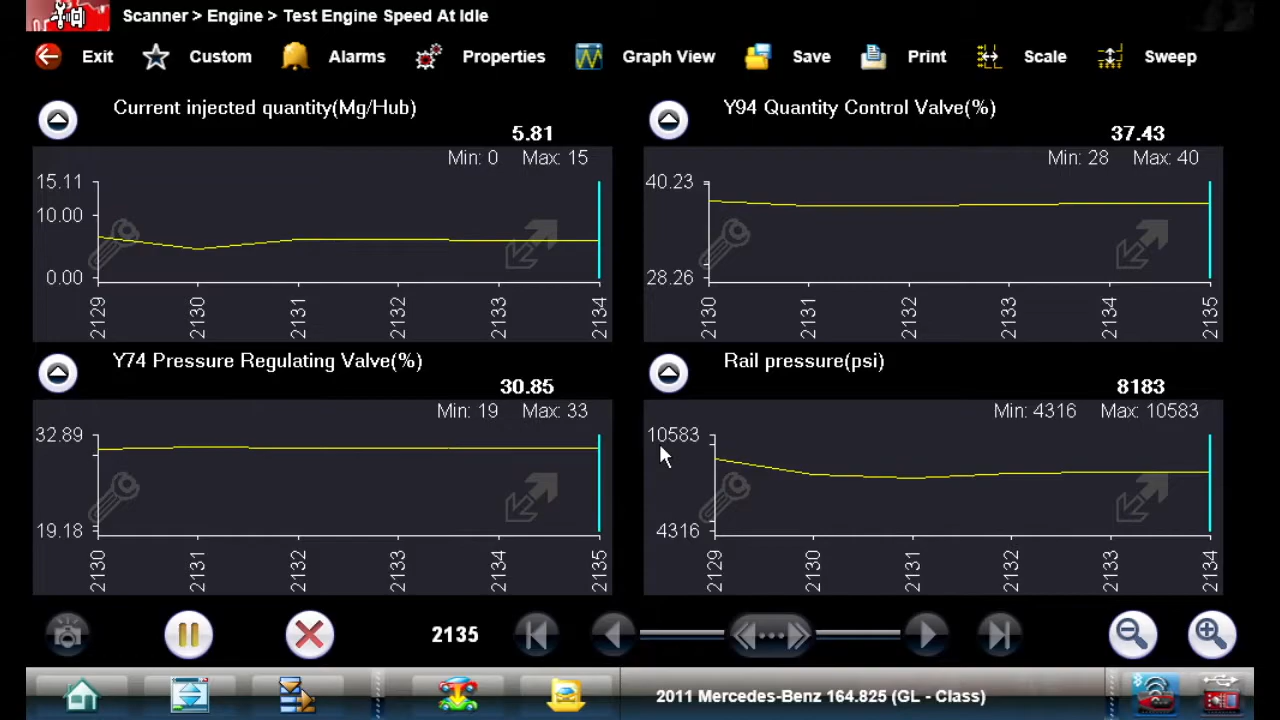 Scanner > Engine > Test Engine Speed At Idle
Exit Custom Alarms Properties Graph View Save Print Scale Sweep
Current injected quantity(Mg/Hub)
5.81
Min: 0 Max: 15
15.11
10.00
0.00
2129 2130 2131 2132 2133 2134
Y94 Quantity Control Valve(%)
37.43
Min: 28 Max: 40
40.23
28.26
2130 2131 2132 2133 2134 2135
Y74 Pressure Regulating Valve(%)
30.85
Min: 19 Max: 33
32.89
19.18
2130 2131 2132 2133 2134 2135
Rail pressure(psi)
8183
Min: 4316 Max: 10583
10583
4316
2129 2130 2131 2132 2133 2134
2135
2011 Mercedes-Benz 164.825 (GL - Class)